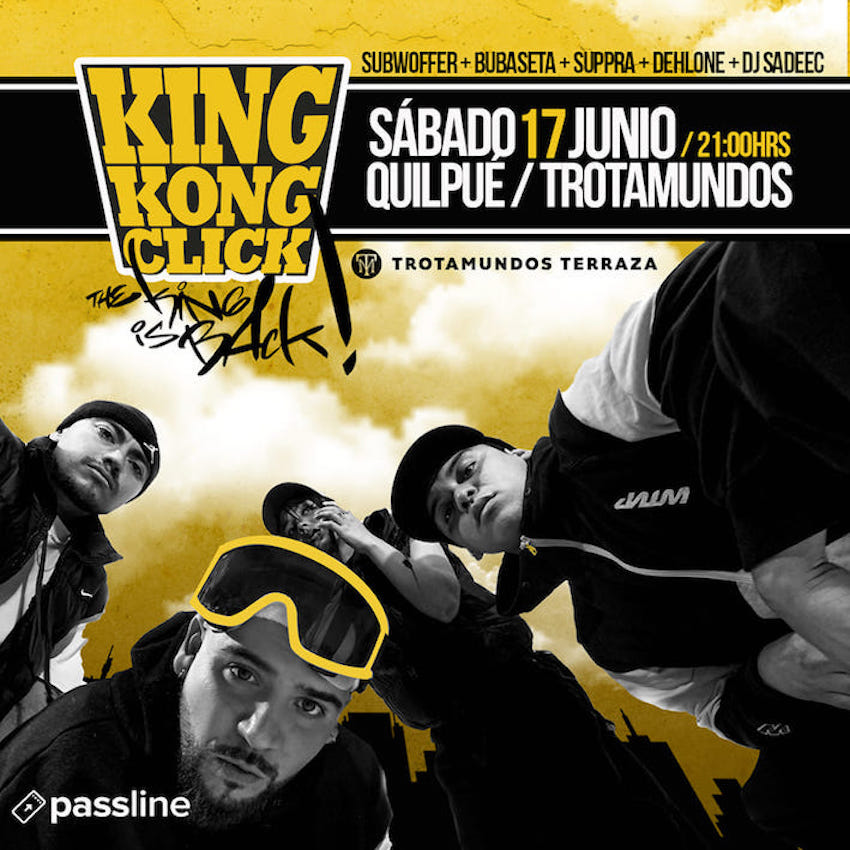 SUBWOFFER + BUBASETA + SUPPRA + DEHLONE + DJ SADEEC
KING
KONG
CLICK
THE KING
IS BACK!
SÁBADO 17 JUNIO / 21:00HRS
QUILPUÉ / TROTAMUNDOS
TM TROTAMUNDOS TERRAZA
passline